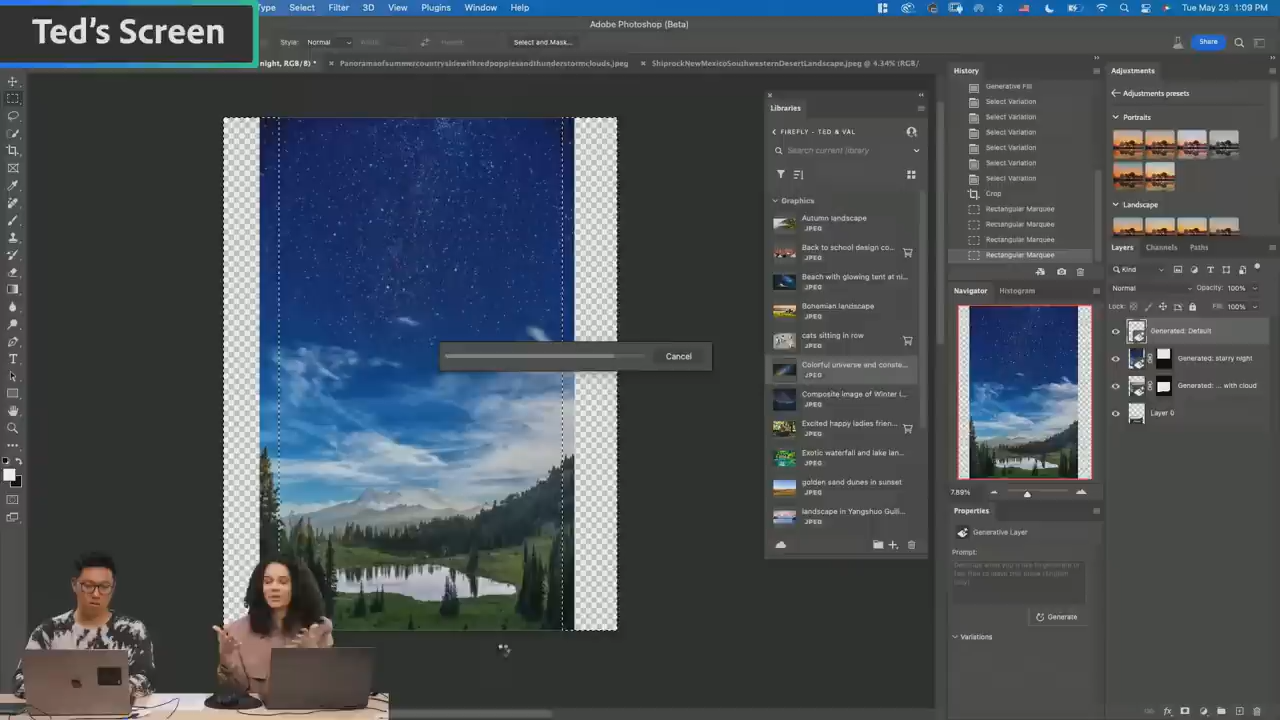 Ted's Screen
Type Select Filter 3D View Plugins Window Help
Tue May 23 1:09 PM
Adobe Photoshop (Beta)
Style: Normal
Select and Mask...
Share
night, RGB/8) *
Panoramaofsummercountrysidewithredpoppiesandthunderstormclouds.jpeg
ShiprockNewMexicoSouthwesternDesertLandscape.jpeg @ 4.34% (RGB/
Libraries
FIREFLY - TED & VAL
Search current library
Graphics
Autumn landscape
JPEG
Back to school design co...
JPEG
Beach with glowing tent at ni...
JPEG
Bohemian landscape
JPEG
cats sitting in row
JPEG
Colorful universe and conste...
JPEG
Composite image of Winter l...
JPEG
Excited happy ladies frien...
JPEG
Exotic waterfall and lake lan...
JPEG
golden sand dunes in sunset
JPEG
landscape in Yangshuo Guili...
JPEG
Cancel
History
Generative Fill
Select Variation
Select Variation
Select Variation
Select Variation
Select Variation
Select Variation
Crop
Rectangular Marquee
Rectangular Marquee
Rectangular Marquee
Rectangular Marquee
Navigator Histogram
7.89%
Properties
Generative Layer
Prompt:
Generate
Variations
Adjustments
Adjustments presets
Portraits
Landscape
Layers Channels Paths
Kind
Normal Opacity: 100%
Lock: Fill: 100%
Generated: Default
Generated: starry night
Generated: ... with cloud
Layer 0